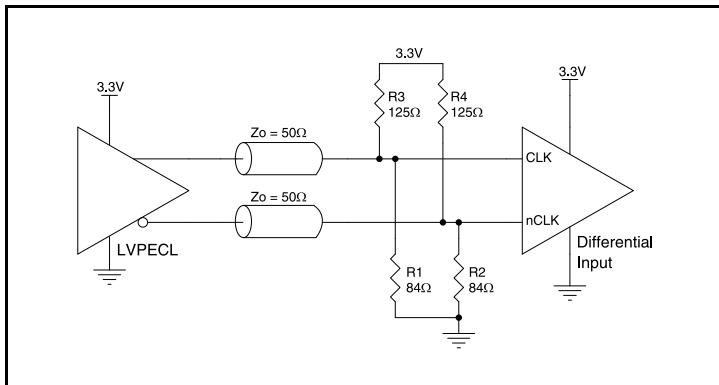 3.3V
3.3V
3.3V
R3
125Ω
R4
125Ω
Zo = 50Ω
CLK
Zo = 50Ω
nCLK
LVPECL
Differential
Input
R1
84Ω
R2
84Ω